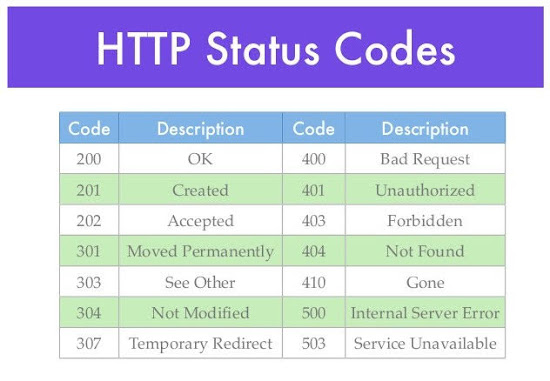 HTTP Status Codes
Code Description Code Description
200 OK 400 Bad Request
201 Created 401 Unauthorized
202 Accepted 403 Forbidden
301 Moved Permanently 404 Not Found
303 See Other 410 Gone
304 Not Modified 500 Internal Server Error
307 Temporary Redirect 503 Service Unavailable